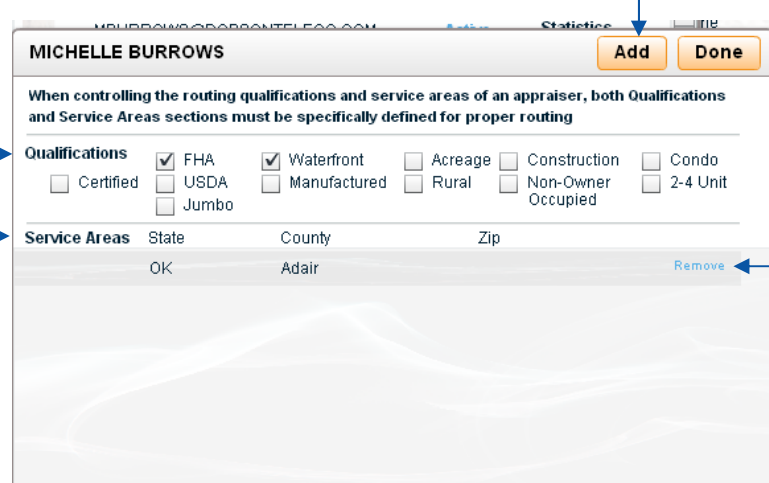 MICHELLE BURROWS Add Done
When controlling the routing qualifications and service areas of an appraiser, both Qualifications
and Service Areas sections must be specifically defined for proper routing
Qualifications FHA Waterfront Acreage Construction Condo
Certified USDA Manufactured Rural Non-Owner 2-4 Unit
Jumbo Occupied
Service Areas State County Zip
OK Adair Remove